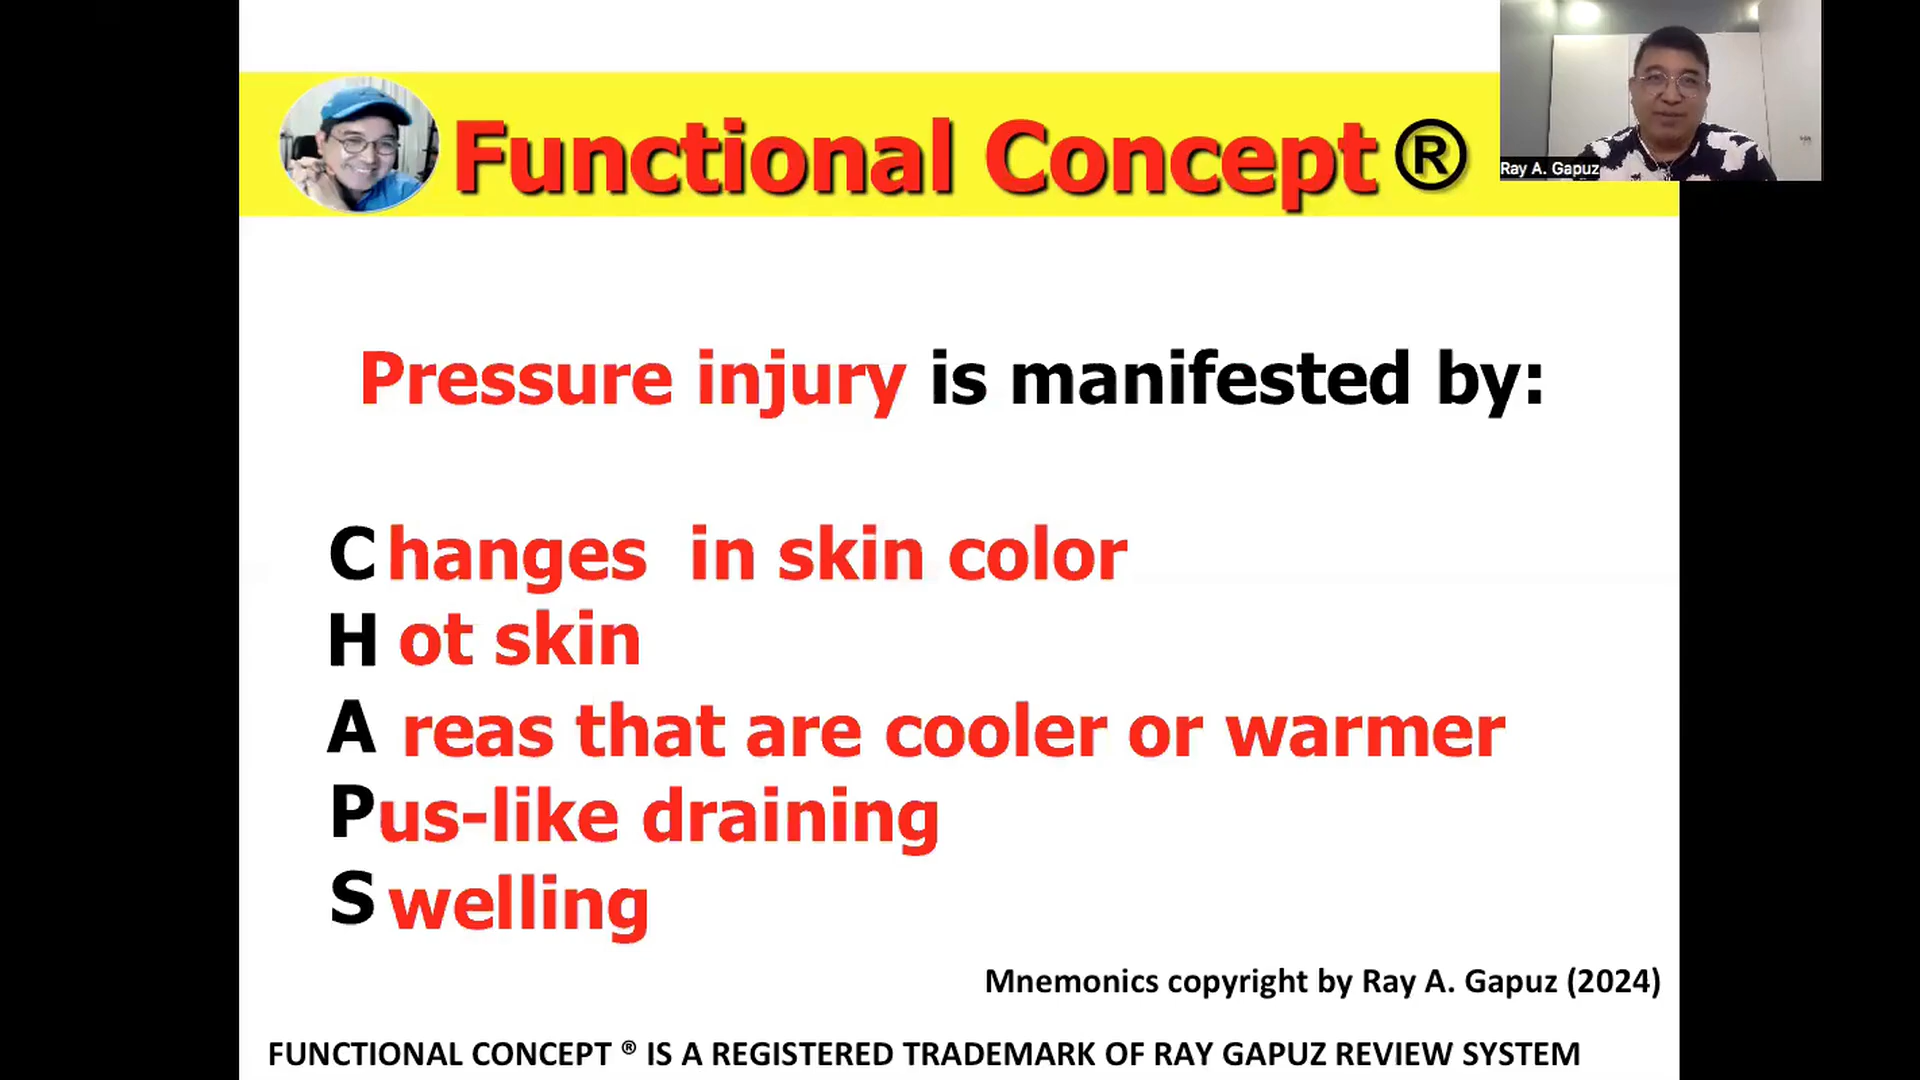 Functional Concept ®
Ray A. Gapuz
Pressure injury is manifested by:
Changes in skin color
Hot skin
Areas that are cooler or warmer
Pus-like draining
Swelling
Mnemonics copyright by Ray A. Gapuz (2024)
FUNCTIONAL CONCEPT ® IS A REGISTERED TRADEMARK OF RAY GAPUZ REVIEW SYSTEM